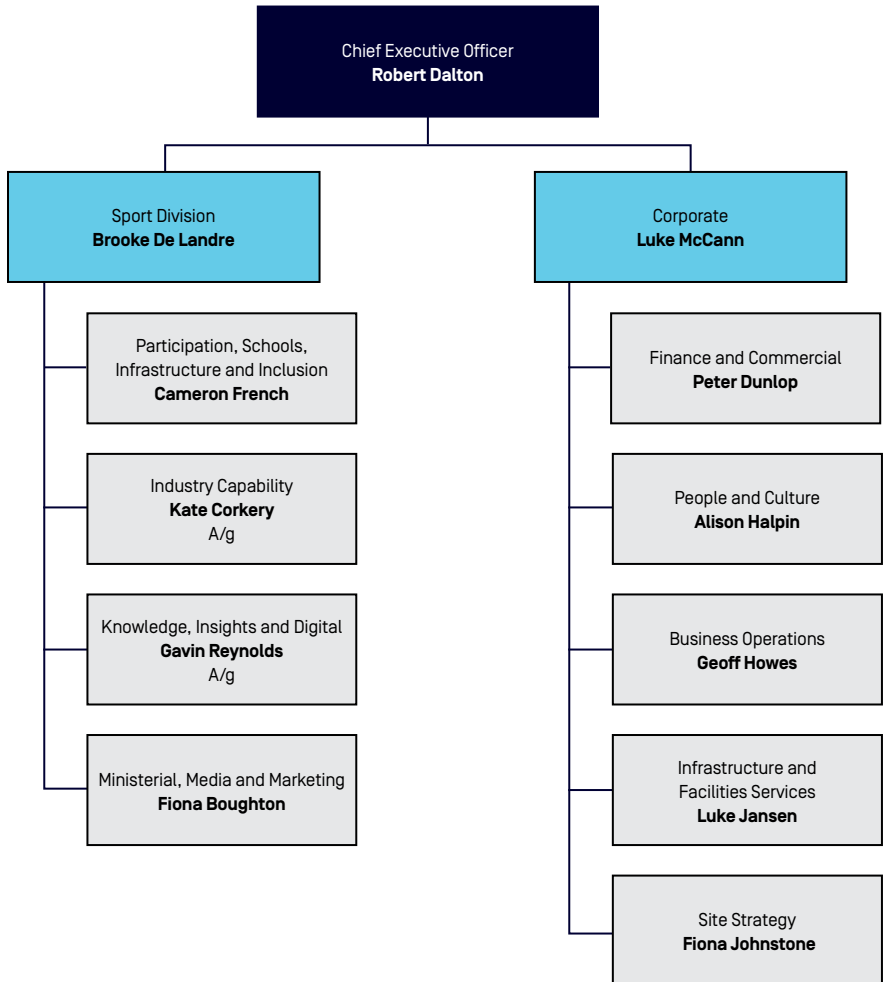 Chief Executive Officer
Robert Dalton
Sport Division
Brooke De Landre
Participation, Schools,
Infrastructure and Inclusion
Cameron French
Industry Capability
Kate Corkery
A/g
Knowledge, Insights and Digital
Gavin Reynolds
A/g
Ministerial, Media and Marketing
Fiona Boughton
Corporate
Luke McCann
Finance and Commercial
Peter Dunlop
People and Culture
Alison Halpin
Business Operations
Geoff Howes
Infrastructure and
Facilities Services
Luke Jansen
Site Strategy
Fiona Johnstone